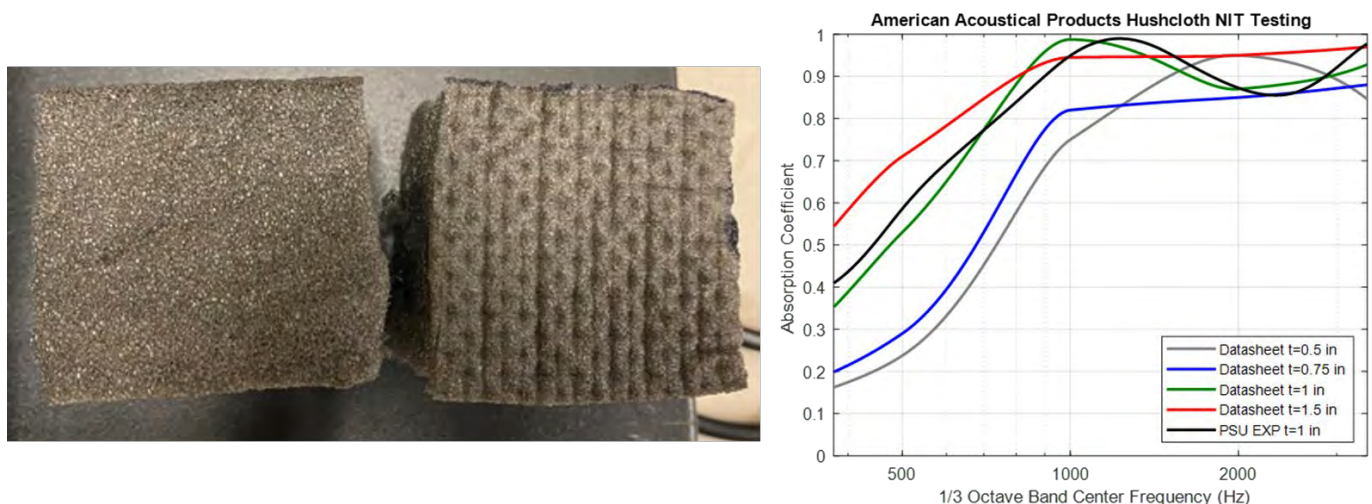 American Acoustical Products Hushcloth NIT Testing
1
0.9
0.8
0.7
0.6
0.5
0.4
0.3
0.2
0.1
0
Absorption Coefficient
500
1000
2000
1/3 Octave Band Center Frequency (Hz)
Datasheet t=0.5 in
Datasheet t=0.75 in
Datasheet t=1 in
Datasheet t=1.5 in
PSU EXP t=1 in